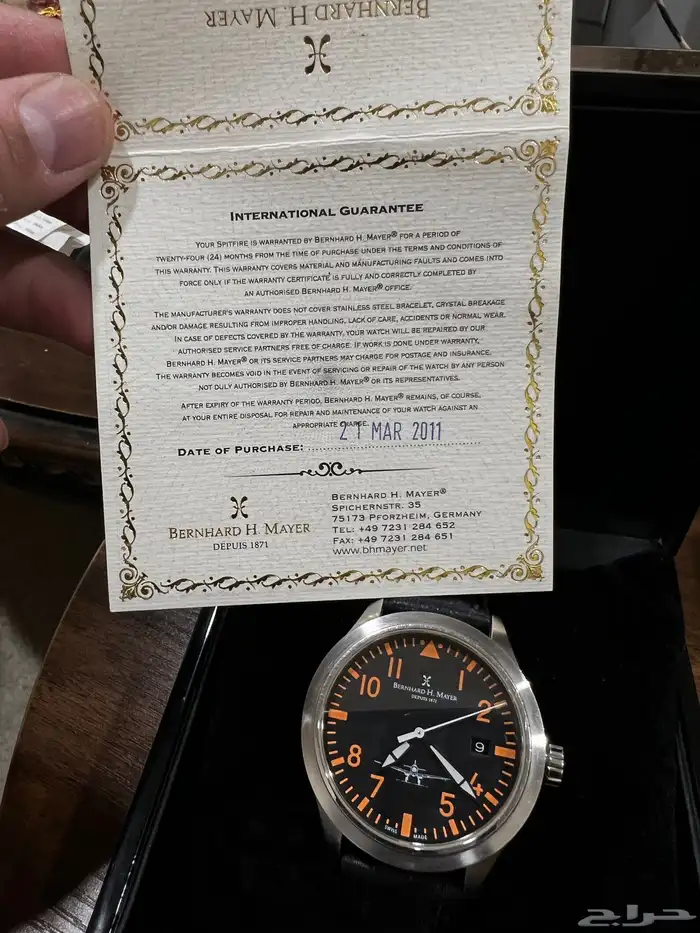 BERNHARD H. MAYER
INTERNATIONAL GUARANTEE
YOUR SPITFIRE IS WARRANTED BY BERNHARD H. MAYER® FOR A PERIOD OF
TWENTY-FOUR (24) MONTHS FROM THE TIME OF PURCHASE UNDER THE TERMS AND CONDITIONS OF
THIS WARRANTY. THIS WARRANTY COVERS MATERIAL AND MANUFACTURING FAULTS AND COMES INTO
FORCE ONLY IF THE WARRANTY CERTIFICATE IS FULLY AND CORRECTLY COMPLETED BY
AN AUTHORISED BERNHARD H. MAYER® OFFICE.
THE MANUFACTURER'S WARRANTY DOES NOT COVER STAINLESS STEEL BRACELET, CRYSTAL BREAKAGE
AND/OR DAMAGE RESULTING FROM IMPROPER HANDLING, LACK OF CARE, ACCIDENTS OR NORMAL WEAR.
IN CASE OF DEFECTS COVERED BY THE WARRANTY, YOUR WATCH WILL BE REPAIRED BY OUR
AUTHORISED SERVICE PARTNERS FREE OF CHARGE. IF WORK IS DONE UNDER WARRANTY,
BERNHARD H. MAYER® OR ITS SERVICE PARTNERS MAY CHARGE FOR POSTAGE AND INSURANCE.
THE WARRANTY BECOMES VOID IN THE EVENT OF SERVICING OR REPAIR OF THE WATCH BY ANY PERSON
NOT DULY AUTHORISED BY BERNHARD H. MAYER® OR ITS REPRESENTATIVES.
AFTER EXPIRY OF THE WARRANTY PERIOD, BERNHARD H. MAYER® REMAINS, OF COURSE,
AT YOUR ENTIRE DISPOSAL FOR REPAIR AND MAINTENANCE OF YOUR WATCH AGAINST AN
APPROPRIATE CHARGE.
DATE OF PURCHASE: 21 MAR 2011
BERNHARD H. MAYER
DEPUIS 1871
BERNHARD H. MAYER®
SPICHERNSTR. 35
75173 PFORZHEIM, GERMANY
TEL: +49 7231 284 652
FAX: +49 7231 284 651
www.bhmayer.net
11 1
10 2
BERNHARD H. MAYER
DEPUIS 1871
9
8 4
7 5
SWISS MADE
حراج